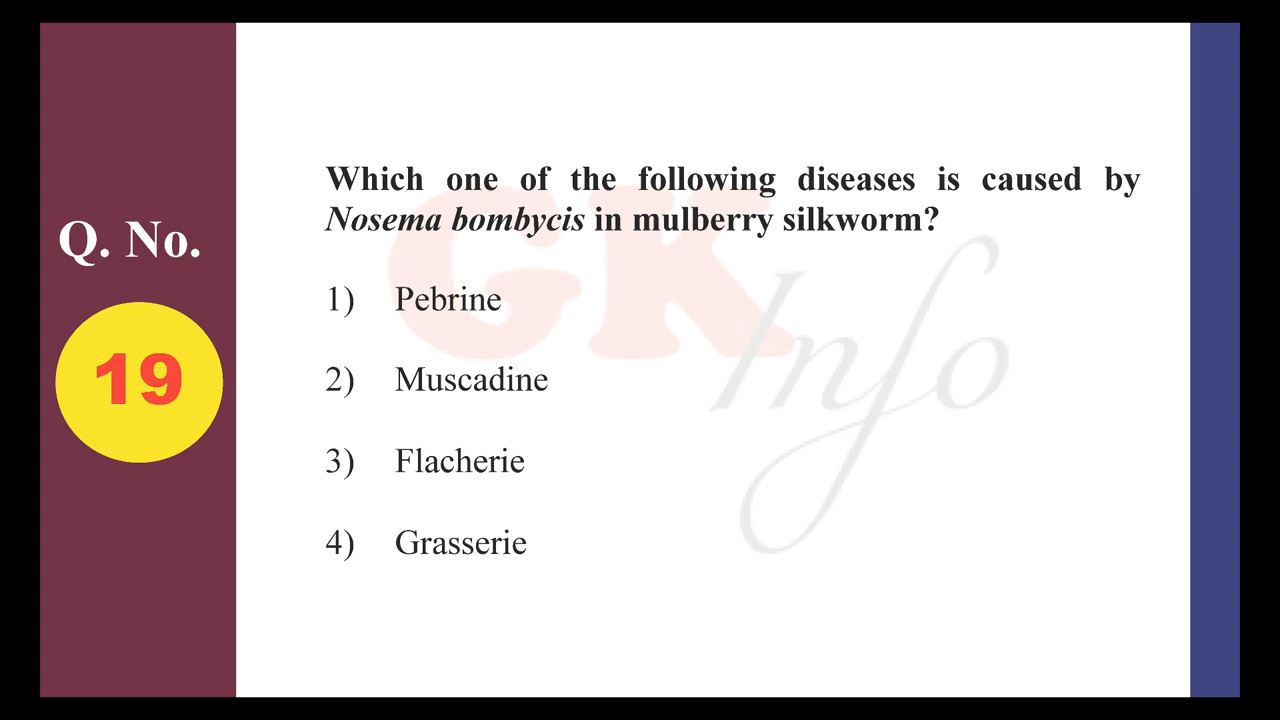 Q. No.
19
Which one of the following diseases is caused by
Nosema bombycis in mulberry silkworm?
1) Pebrine
2) Muscadine
3) Flacherie
4) Grasserie
GK
Info